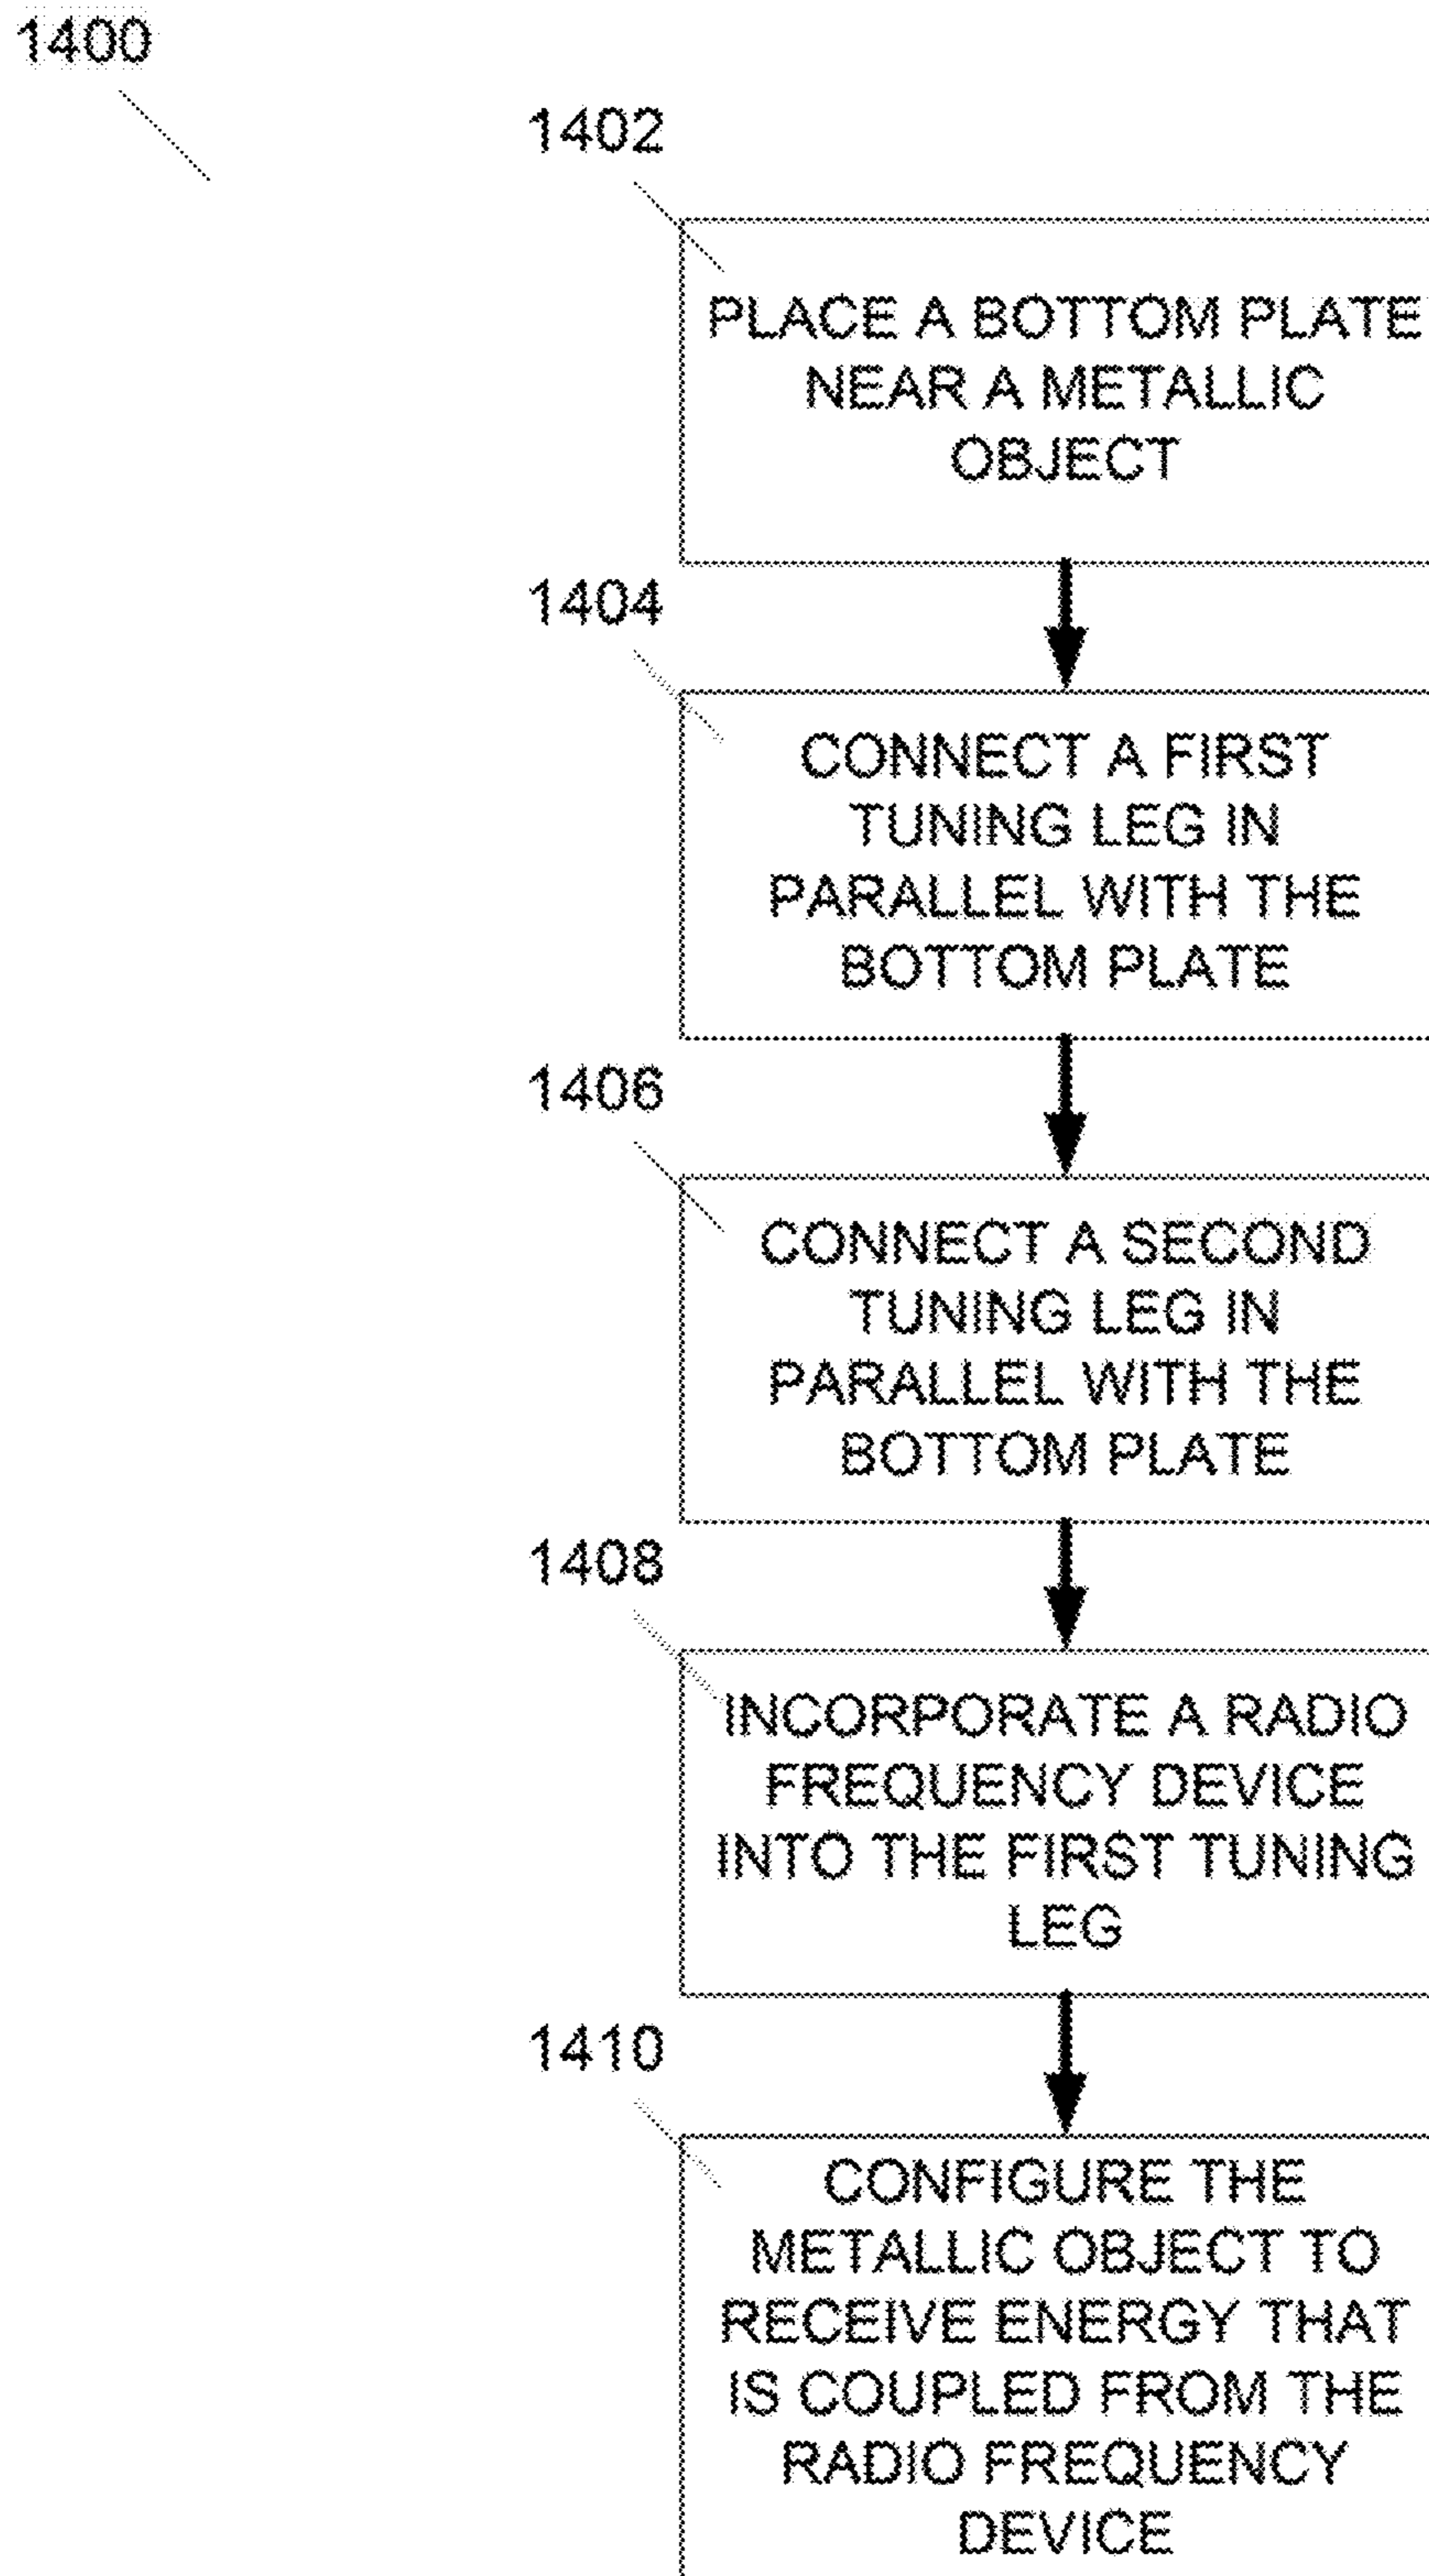 1400
1402
PLACE A BOTTOM PLATE
NEAR A METALLIC
OBJECT
1404
CONNECT A FIRST
TUNING LEG IN
PARALLEL WITH THE
BOTTOM PLATE
1406
CONNECT A SECOND
TUNING LEG IN
PARALLEL WITH THE
BOTTOM PLATE
1408
INCORPORATE A RADIO
FREQUENCY DEVICE
INTO THE FIRST TUNING
LEG
1410
CONFIGURE THE
METALLIC OBJECT TO
RECEIVE ENERGY THAT
IS COUPLED FROM THE
RADIO FREQUENCY
DEVICE